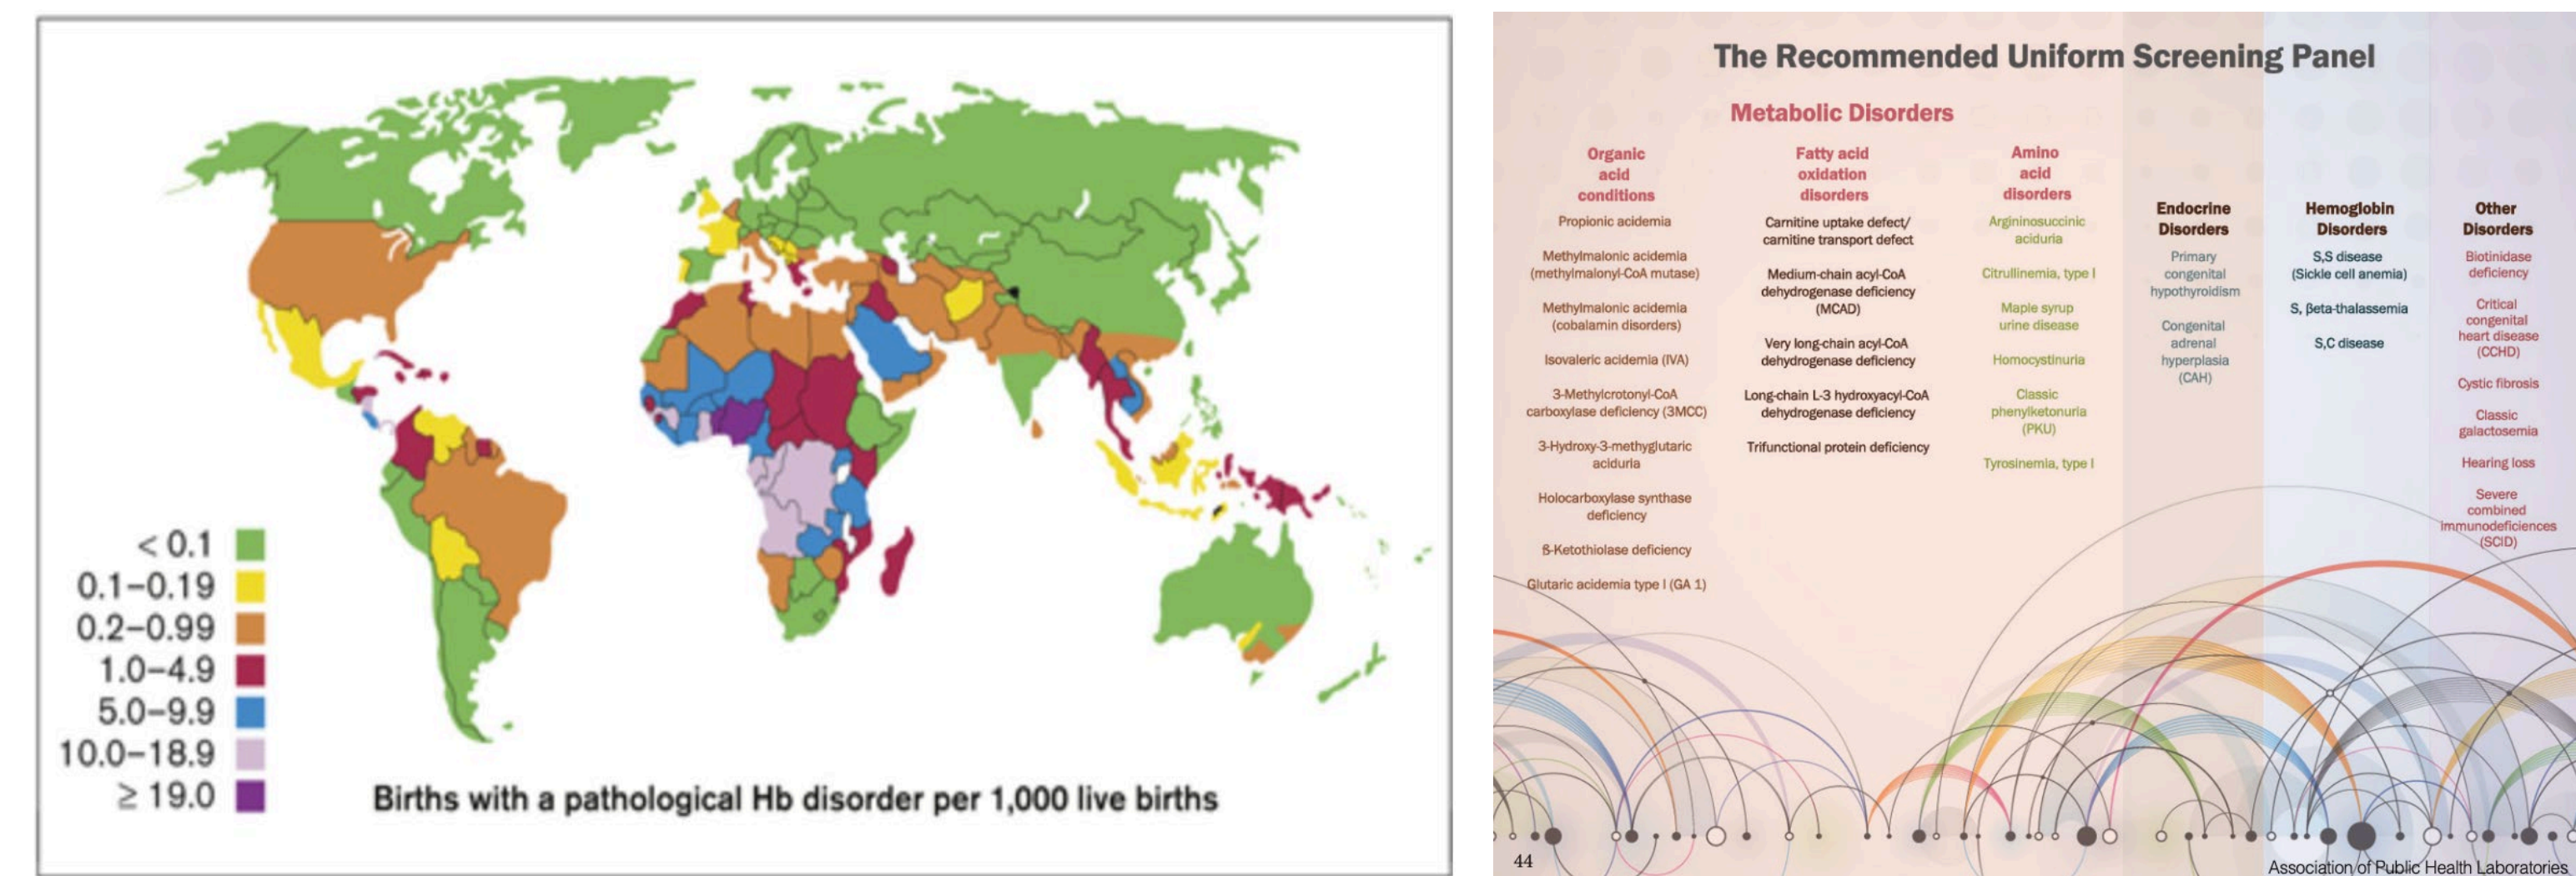 < 0.1
0.1–0.19
0.2–0.99
1.0–4.9
5.0–9.9
10.0–18.9
≥ 19.0
Births with a pathological Hb disorder per 1,000 live births
The Recommended Uniform Screening Panel
Metabolic Disorders
Organic
acid
conditions
Propionic acidemia
Methylmalonic acidemia
(methylmalonyl-CoA mutase)
Methylmalonic acidemia
(cobalamin disorders)
Isovaleric acidemia (IVA)
3-Methylcrotonyl-CoA
carboxylase deficiency (3MCC)
3-Hydroxy-3-methyglutaric
aciduria
Holocarboxylase synthase
deficiency
ß-Ketothiolase deficiency
Glutaric acidemia type I (GA 1)
Fatty acid
oxidation
disorders
Carnitine uptake defect/
carnitine transport defect
Medium-chain acyl-CoA
dehydrogenase deficiency
(MCAD)
Very long-chain acyl-CoA
dehydrogenase deficiency
Long-chain L-3 hydroxyacyl-CoA
dehydrogenase deficiency
Trifunctional protein deficiency
Amino
acid
disorders
Argininosuccinic
aciduria
Citrullinemia, type I
Maple syrup
urine disease
Homocystinuria
Classic
phenylketonuria
(PKU)
Tyrosinemia, type I
Endocrine
Disorders
Primary
congenital
hypothyroidism
Congenital
adrenal
hyperplasia
(CAH)
Hemoglobin
Disorders
S,S disease
(Sickle cell anemia)
S, βeta-thalassemia
S,C disease
Other
Disorders
Biotinidase
deficiency
Critical
congenital
heart disease
(CCHD)
Cystic fibrosis
Classic
galactosemia
Hearing loss
Severe
combined
immunodeficiences
(SCID)
44
Association of Public Health Laboratories